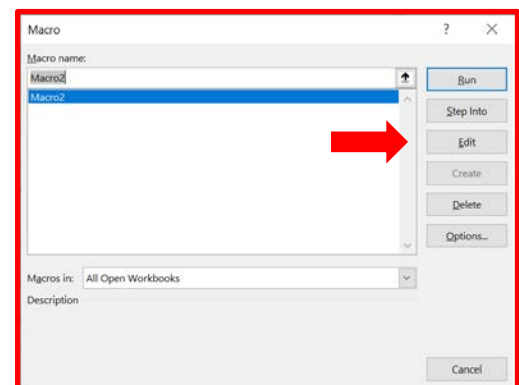 Macro ? ×
Macro name:
Macro2
Macro2
Run
Step Into
Edit
Create
Delete
Options...
Macros in: All Open Workbooks
Description
Cancel